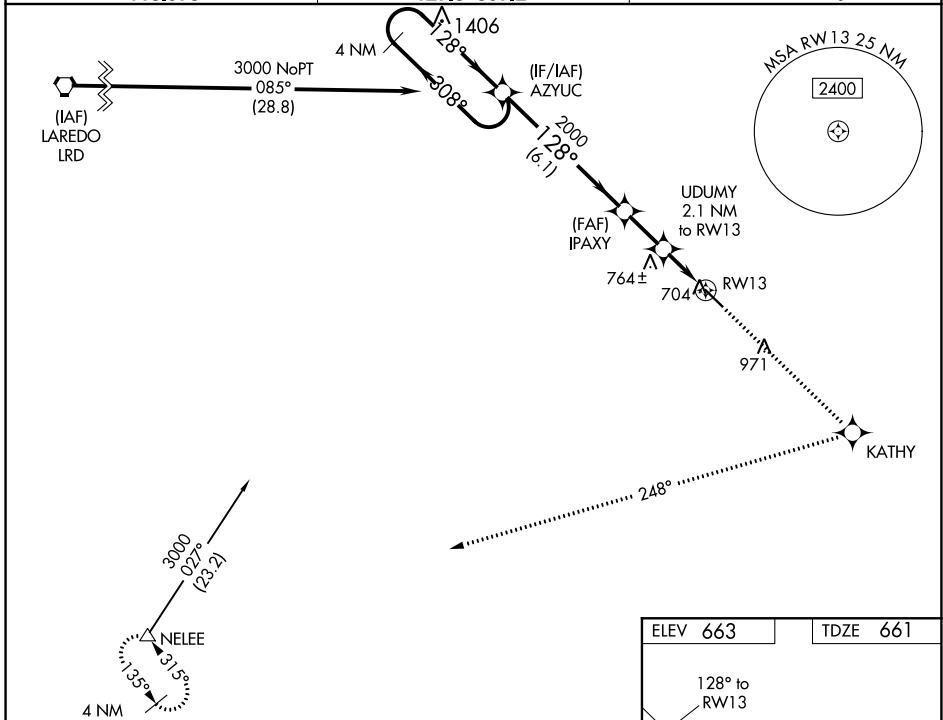 1406
128°
4 NM
308°
3000 NoPT
085°
(28.8)
(IAF)
LAREDO
LRD
(IF/IAF)
AZYUC
2000
128°
(6.1)
MSA RW13 25 NM
2400
(FAF)
IPAXY
UDUMY
2.1 NM
to RW13
764±
704
RW13
971
KATHY
248°
3000
027°
(23.2)
NELEE
315°
135°
4 NM
ELEV 663
TDZE 661
128° to
RW13